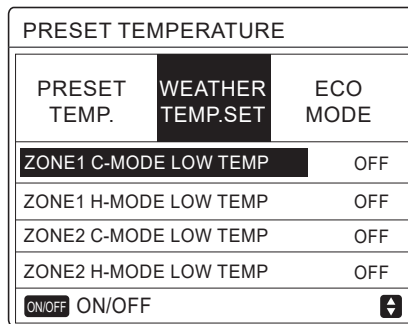 PRESET TEMPERATURE
PRESET TEMP.
WEATHER TEMP.SET
ECO MODE
ZONE1 C-MODE LOW TEMP OFF
ZONE1 H-MODE LOW TEMP OFF
ZONE2 C-MODE LOW TEMP OFF
ZONE2 H-MODE LOW TEMP OFF
ON/OFF ON/OFF